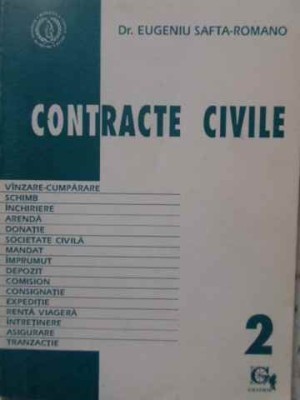 Dr. EUGENIU SAFTA-ROMANO
CONTRACTE CIVILE
VÎNZARE-CUMPĂRARE
SCHIMB
ÎNCHIRIERE
ARENDĂ
DONAȚIE
SOCIETATE CIVILĂ
MANDAT
ÎMPRUMUT
DEPOZIT
COMISION
CONSIGNAȚIE
EXPEDIȚIE
RENTĂ VIAGERĂ
ÎNTREȚINERE
ASIGURARE
TRANZACȚIE
2